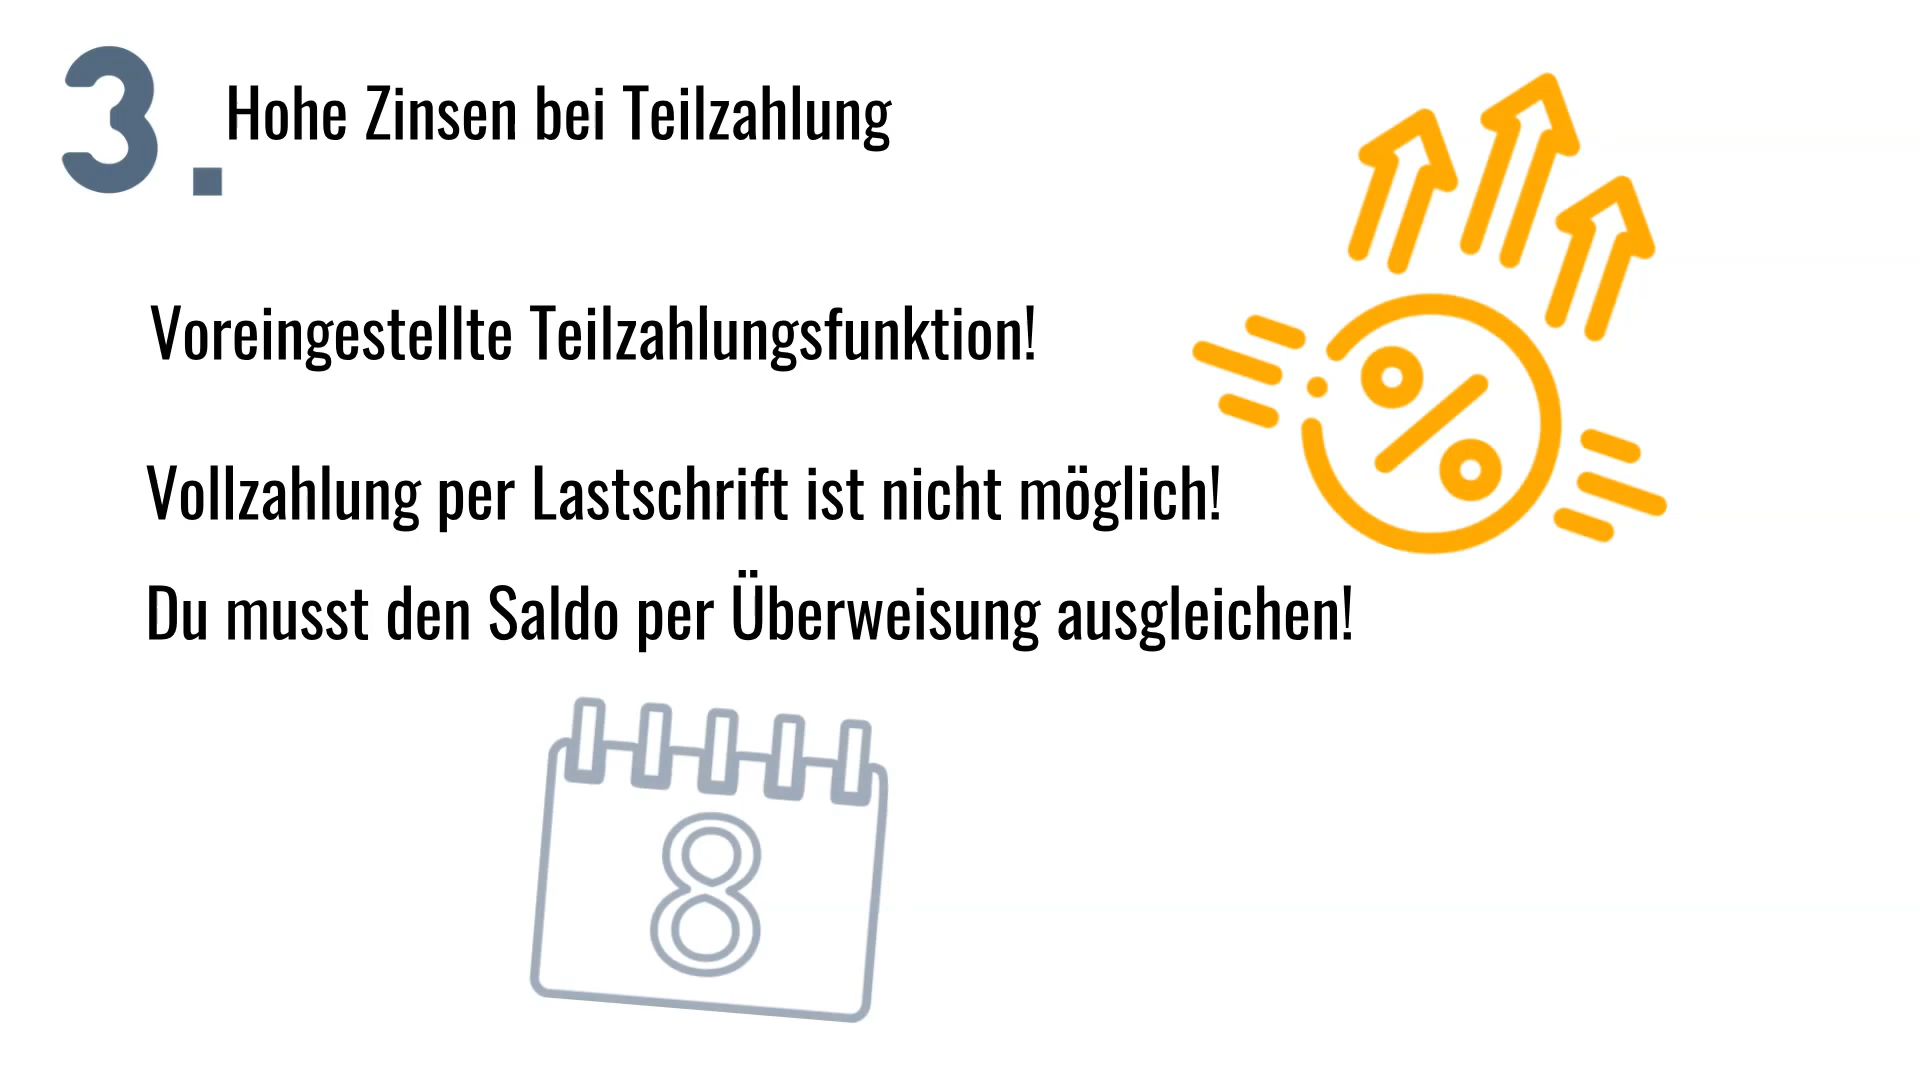 3. Hohe Zinsen bei Teilzahlung
Voreingestellte Teilzahlungsfunktion!
%
Vollzahlung per Lastschrift ist nicht möglich!
Du musst den Saldo per Überweisung ausgleichen!
8